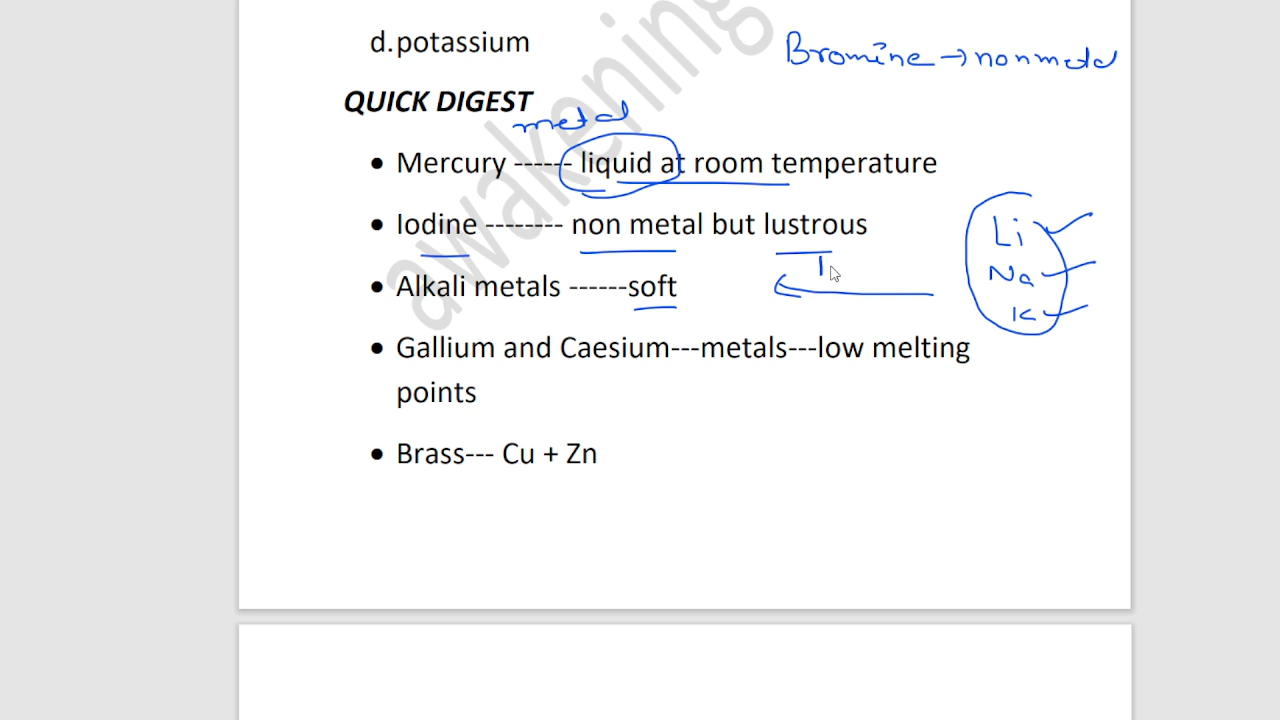 d.potassium
Bromine → nonmetal
QUICK DIGEST
metal
• Mercury ------ liquid at room temperature
• Iodine -------- non metal but lustrous
Li
Na
K
• Alkali metals ------soft
• Gallium and Caesium---metals---low melting
points
• Brass--- Cu + Zn
awakening